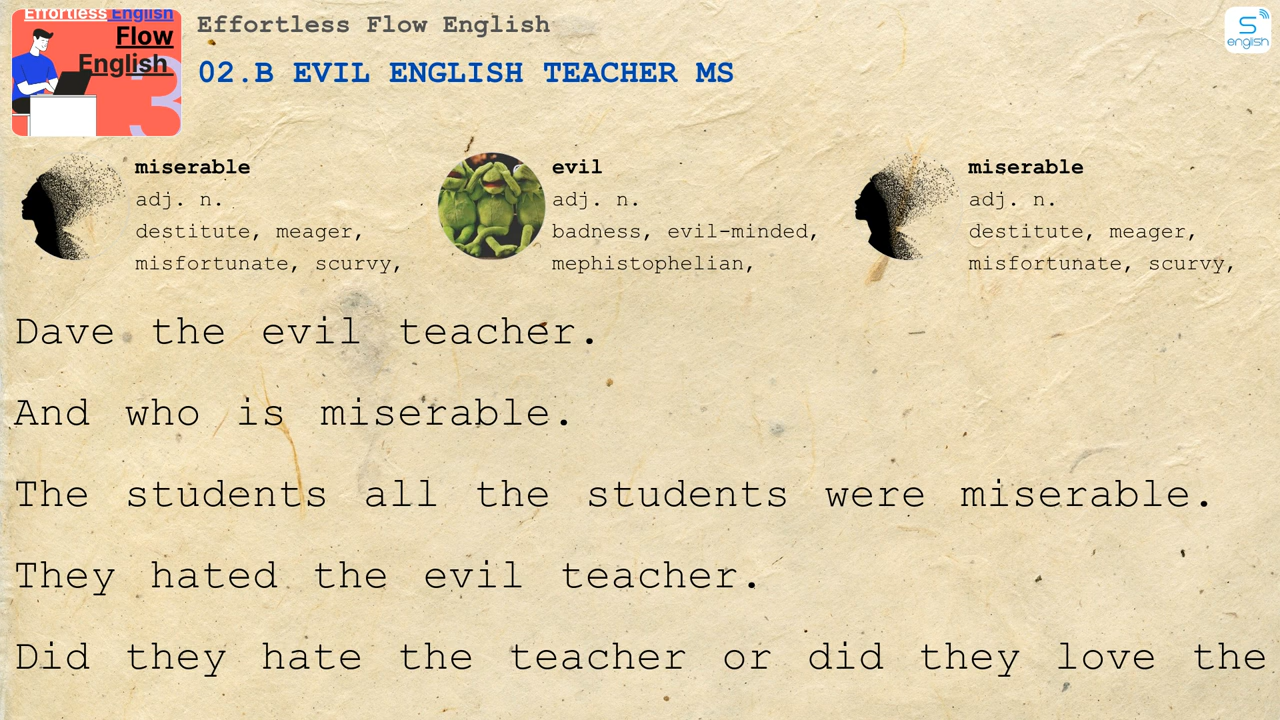 Effortless English
Flow
English
3
Effortless Flow English
02.B EVIL ENGLISH TEACHER MS
S
english
miserable
adj. n.
destitute, meager,
misfortunate, scurvy,
evil
adj. n.
badness, evil-minded,
mephistophelian,
miserable
adj. n.
destitute, meager,
misfortunate, scurvy,
Dave the evil teacher.
And who is miserable.
The students all the students were miserable.
They hated the evil teacher.
Did they hate the teacher or did they love the